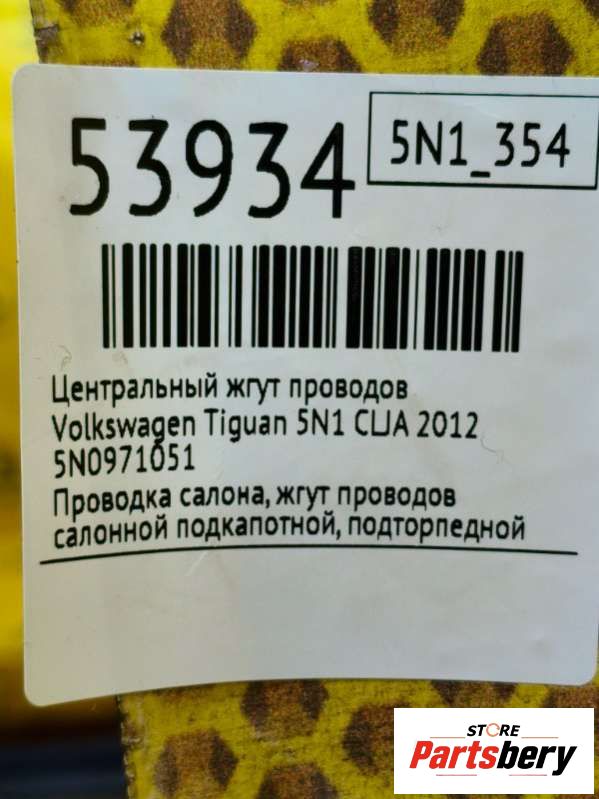 53934
5N1_354
Центральный жгут проводов
Volkswagen Tiguan 5N1 CLJA 2012
5N0971051
Проводка салона, жгут проводов
салонной подкапотной, подторпедной
STORE
Partsbery